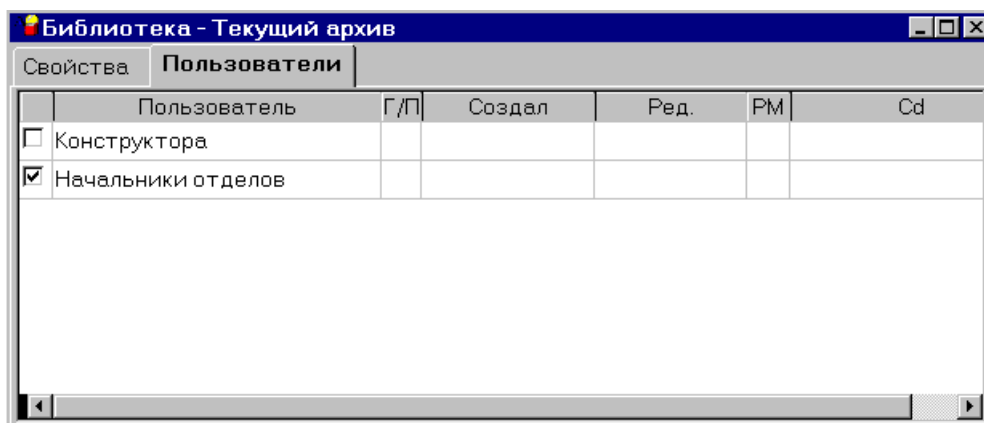 Библиотека - Текущий архив
Свойства Пользователи
Пользователь Г/П Создал Ред. РМ Cd
Конструктора
Начальники отделов